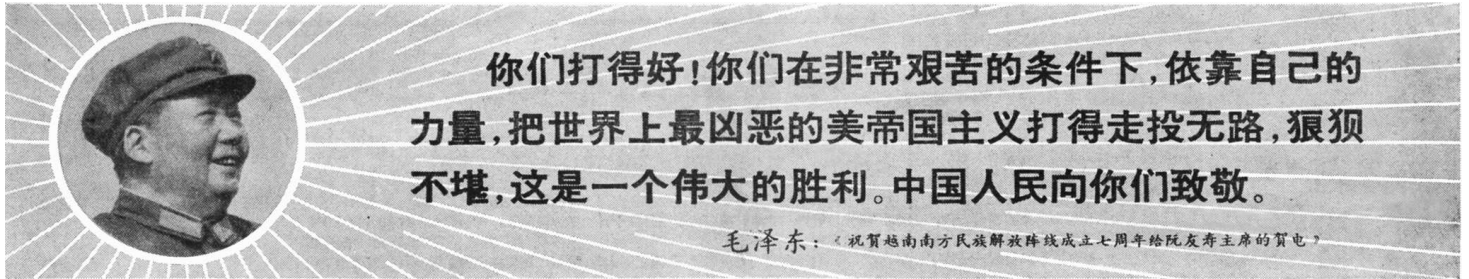 你们打得好!你们在非常艰苦的条件下,依靠自己的
力量,把世界上最凶恶的美帝国主义打得走投无路,狼狈
不堪,这是一个伟大的胜利。中国人民向你们致敬。
毛泽东:《祝贺越南南方民族解放阵线成立七周年给阮友寿主席的贺电》